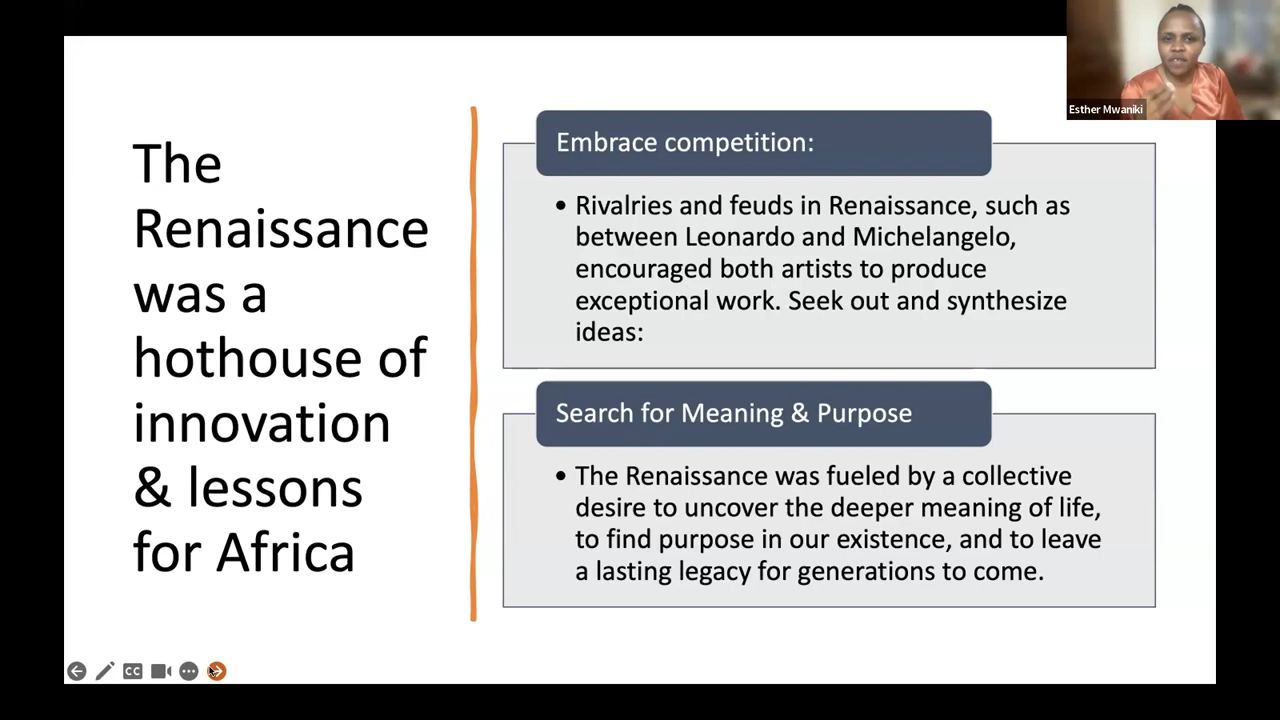 The
Renaissance
was a
hothouse of
innovation
& lessons
for Africa
Embrace competition:
• Rivalries and feuds in Renaissance, such as
between Leonardo and Michelangelo,
encouraged both artists to produce
exceptional work. Seek out and synthesize
ideas:
Search for Meaning & Purpose
• The Renaissance was fueled by a collective
desire to uncover the deeper meaning of life,
to find purpose in our existence, and to leave
a lasting legacy for generations to come.
Esther Mwaniki
CC